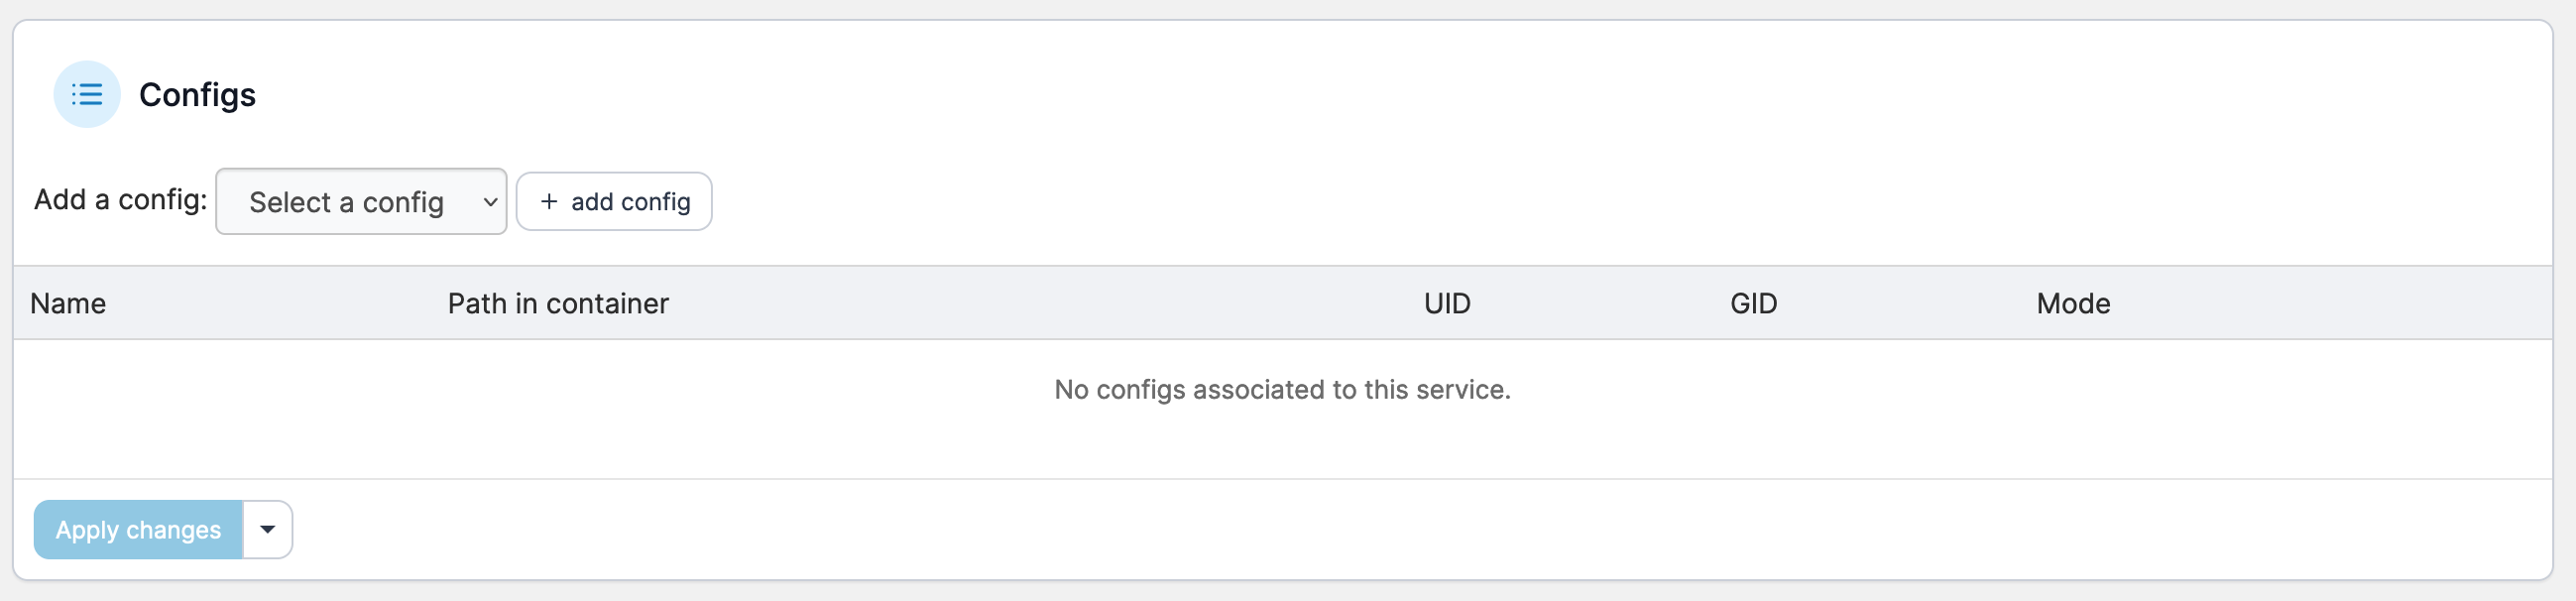 Configs
Add a config: Select a config + add config
Name Path in container UID GID Mode
No configs associated to this service.
Apply changes